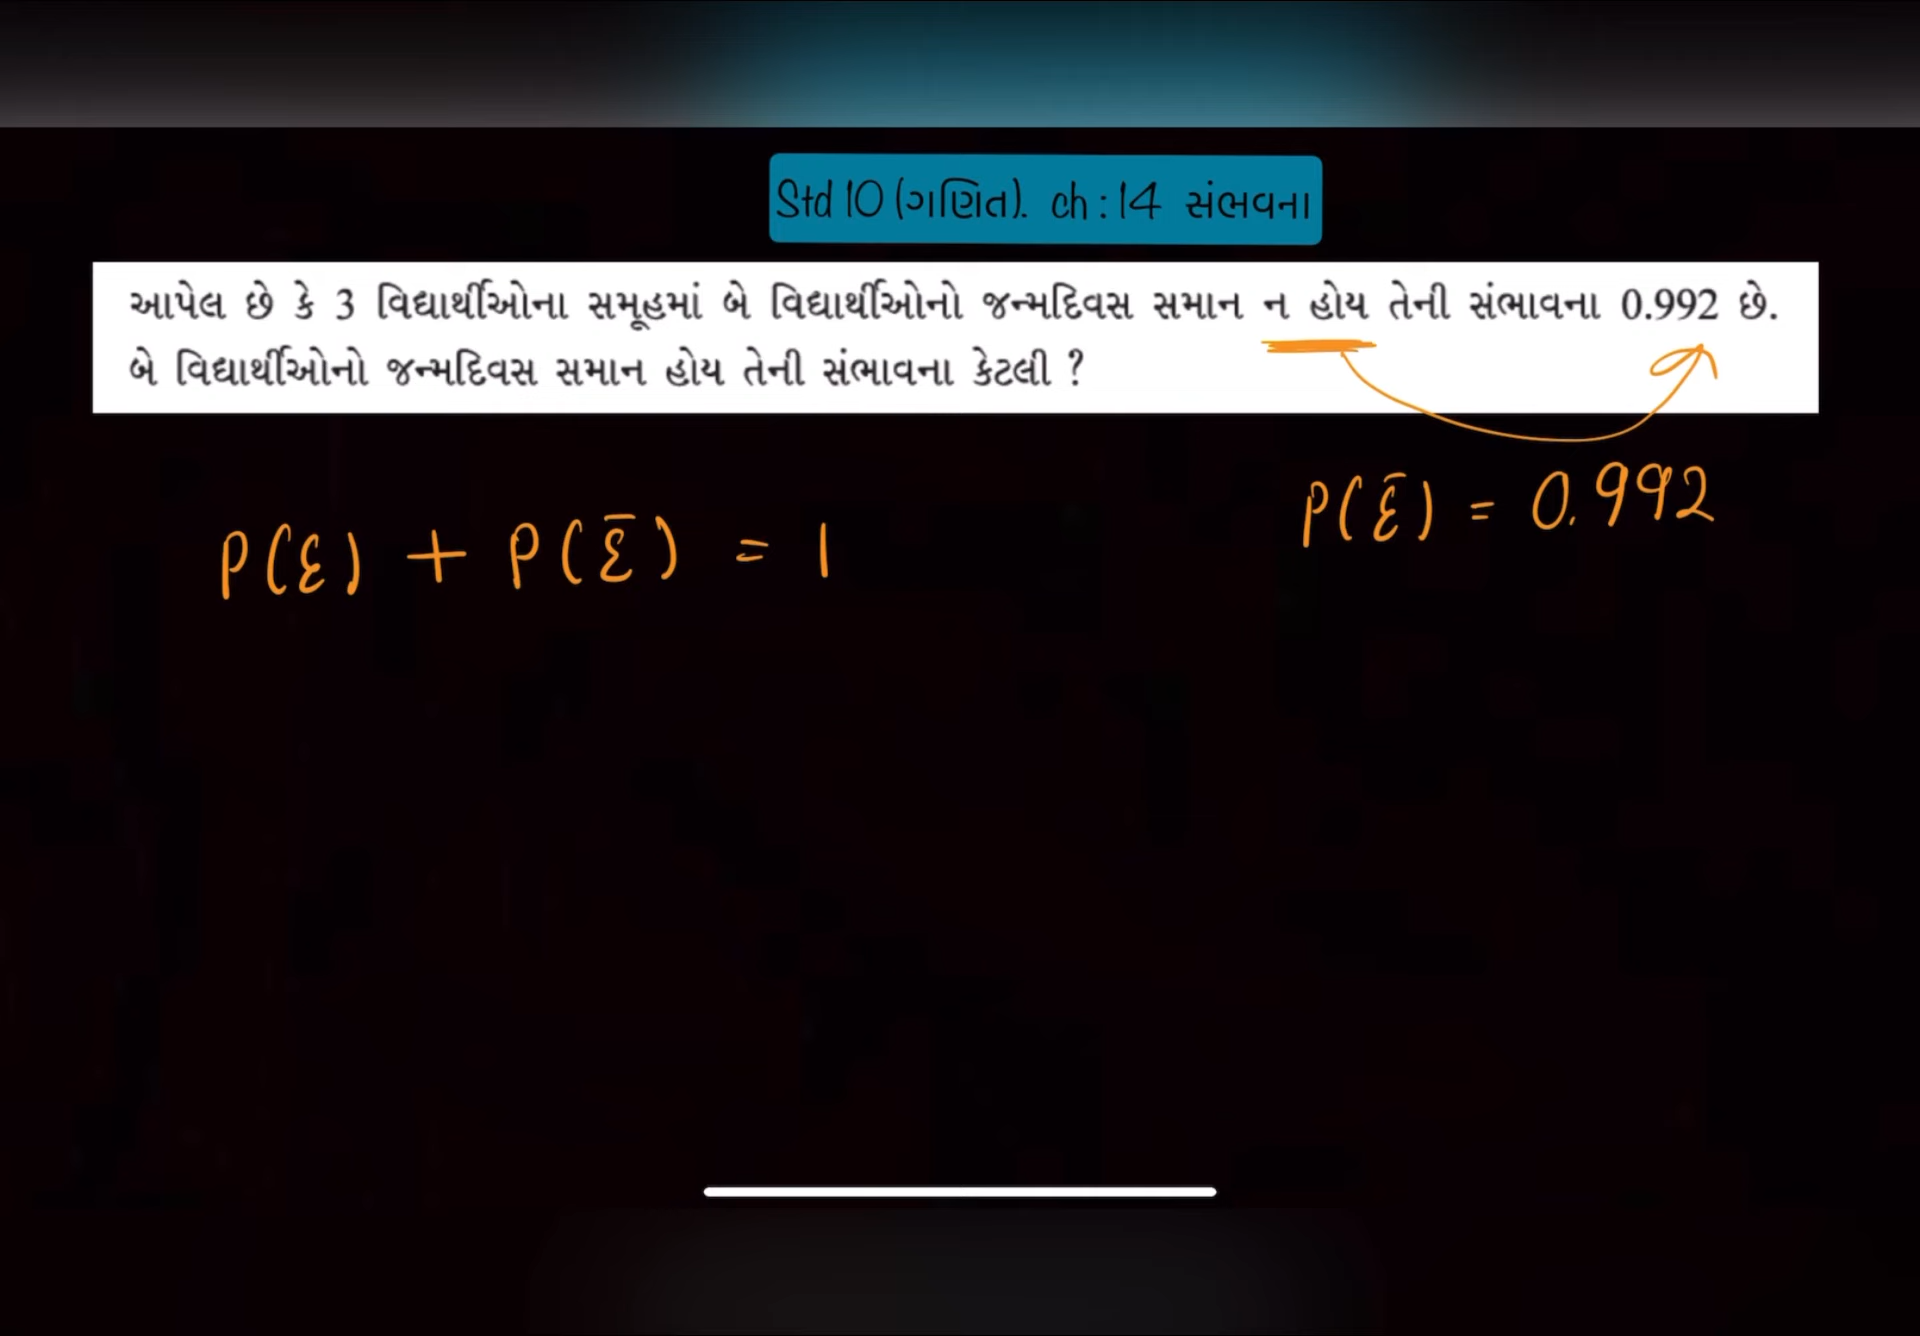 Std 10 (ગણિત). ch : 14 સંભવના
આપેલ છે કે 3 વિદ્યાર્થીઓના સમૂહમાં બે વિદ્યાર્થીઓનો જન્મદિવસ સમાન ન હોય તેની સંભાવના 0.992 છે.
બે વિદ્યાર્થીઓનો જન્મદિવસ સમાન હોય તેની સંભાવના કેટલી ?
P(Ē) = 0.992
P(E) + P(Ē) = 1